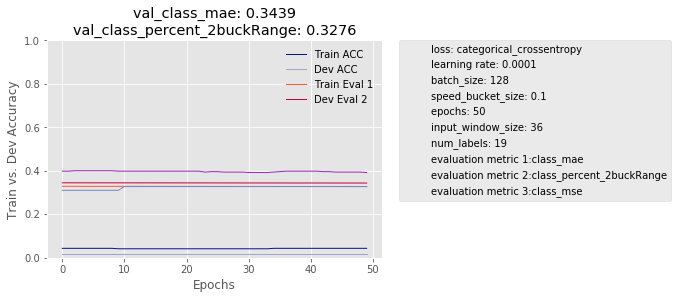 val_class_mae: 0.3439
val_class_percent_2buckRange: 0.3276
Train vs. Dev Accuracy
1.0
0.8
0.6
0.4
0.2
0.0
0
10
20
30
40
50
Epochs
Train ACC
Dev ACC
Train Eval 1
Dev Eval 2
loss: categorical_crossentropy
learning rate: 0.0001
batch_size: 128
speed_bucket_size: 0.1
epochs: 50
input_window_size: 36
num_labels: 19
evaluation metric 1:class_mae
evaluation metric 2:class_percent_2buckRange
evaluation metric 3:class_mse